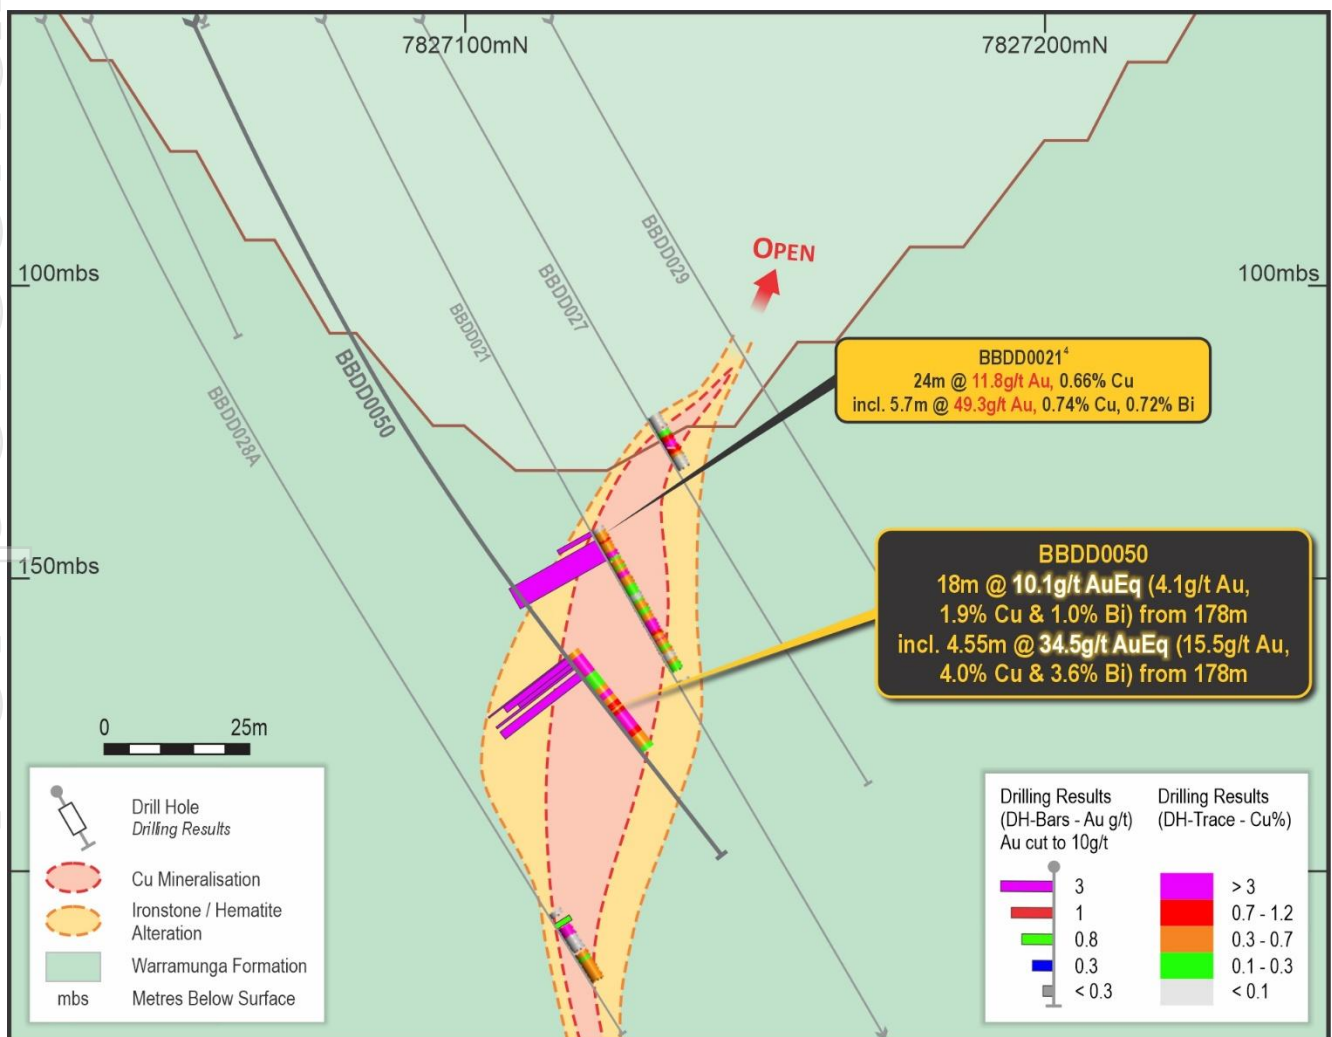 7827100mN
7827200mN
BBDD029
OPEN
BBDD027
100mbs
100mbs
BBDD021
BBDD0050
BBDD028A
BBDD0021⁴
24m @ 11.8g/t Au, 0.66% Cu
incl. 5.7m @ 49.3g/t Au, 0.74% Cu, 0.72% Bi
150mbs
BBDD0050
18m @ 10.1g/t AuEq (4.1g/t Au,
1.9% Cu & 1.0% Bi) from 178m
incl. 4.55m @ 34.5g/t AuEq (15.5g/t Au,
4.0% Cu & 3.6% Bi) from 178m
0 25m
Drill Hole
Drilling Results
Cu Mineralisation
Ironstone / Hematite
Alteration
Warramunga Formation
mbs Metres Below Surface
Drilling Results
(DH-Bars - Au g/t)
Au cut to 10g/t
3
1
0.8
0.3
< 0.3
Drilling Results
(DH-Trace - Cu%)
> 3
0.7 - 1.2
0.3 - 0.7
0.1 - 0.3
< 0.1